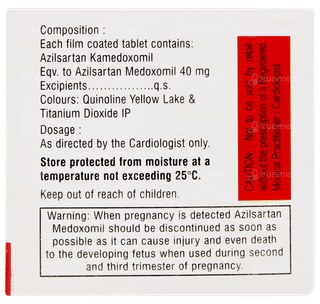 Composition :
Each film coated tablet contains:
Azilsartan Kamedoxomil
Eqv. to Azilsartan Medoxomil 40 mg
Excipients................q.s.
Colours: Quinoline Yellow Lake &
Titanium Dioxide IP
Dosage :
As directed by the Cardiologist only.
Store protected from moisture at a
temperature not exceeding 25°C.
Keep out of reach of children.
Warning: When pregnancy is detected Azilsartan
Medoxomil should be discontinued as soon as
possible as it can cause injury and even death
to the developing fetus when used during second
and third trimester of pregnancy.
CAUTION : Not to be sold by retail
without the prescription of a Registered
Medical Practitioner / Cardiologist